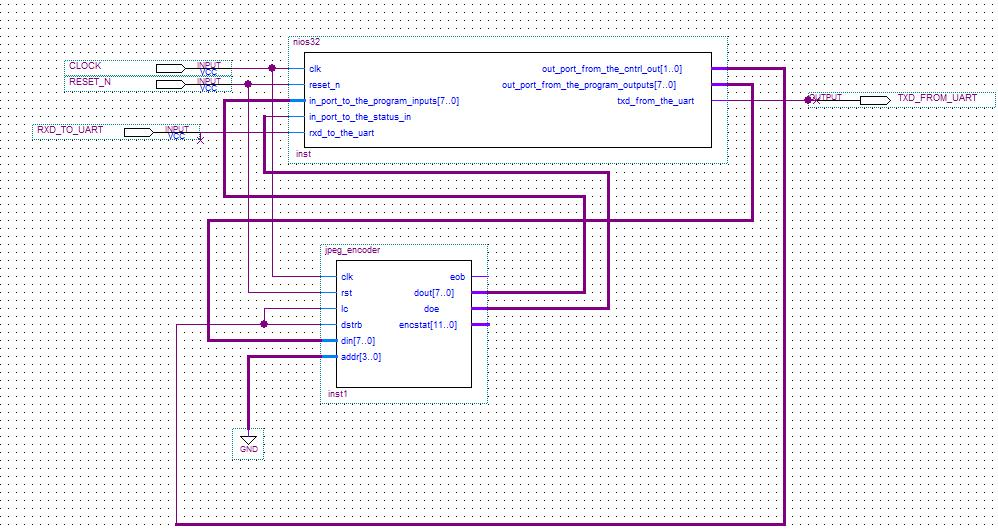 nios32
CLOCK
INPUT
VCC
clk
out_port_from_the_cntrl_out[1..0]
RESET_N
INPUT
VCC
reset_n
out_port_from_the_program_outputs[7..0]
in_port_to_the_program_inputs[7..0]
txd_from_the_uart
OUTPUT
TXD_FROM_UART
in_port_to_the_status_in
RXD_TO_UART
INPUT
VCC
rxd_to_the_uart
inst
jpeg_encoder
clk
eob
rst
dout[7..0]
lc
doe
dstrb
encstat[11..0]
din[7..0]
addr[3..0]
inst1
GND